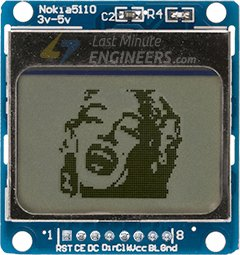 Nokia5110
3v-5v
C2
R4
Last Minute
ENGINEERS.com
1
8
RST CE DC Din Clk Vcc BL Gnd